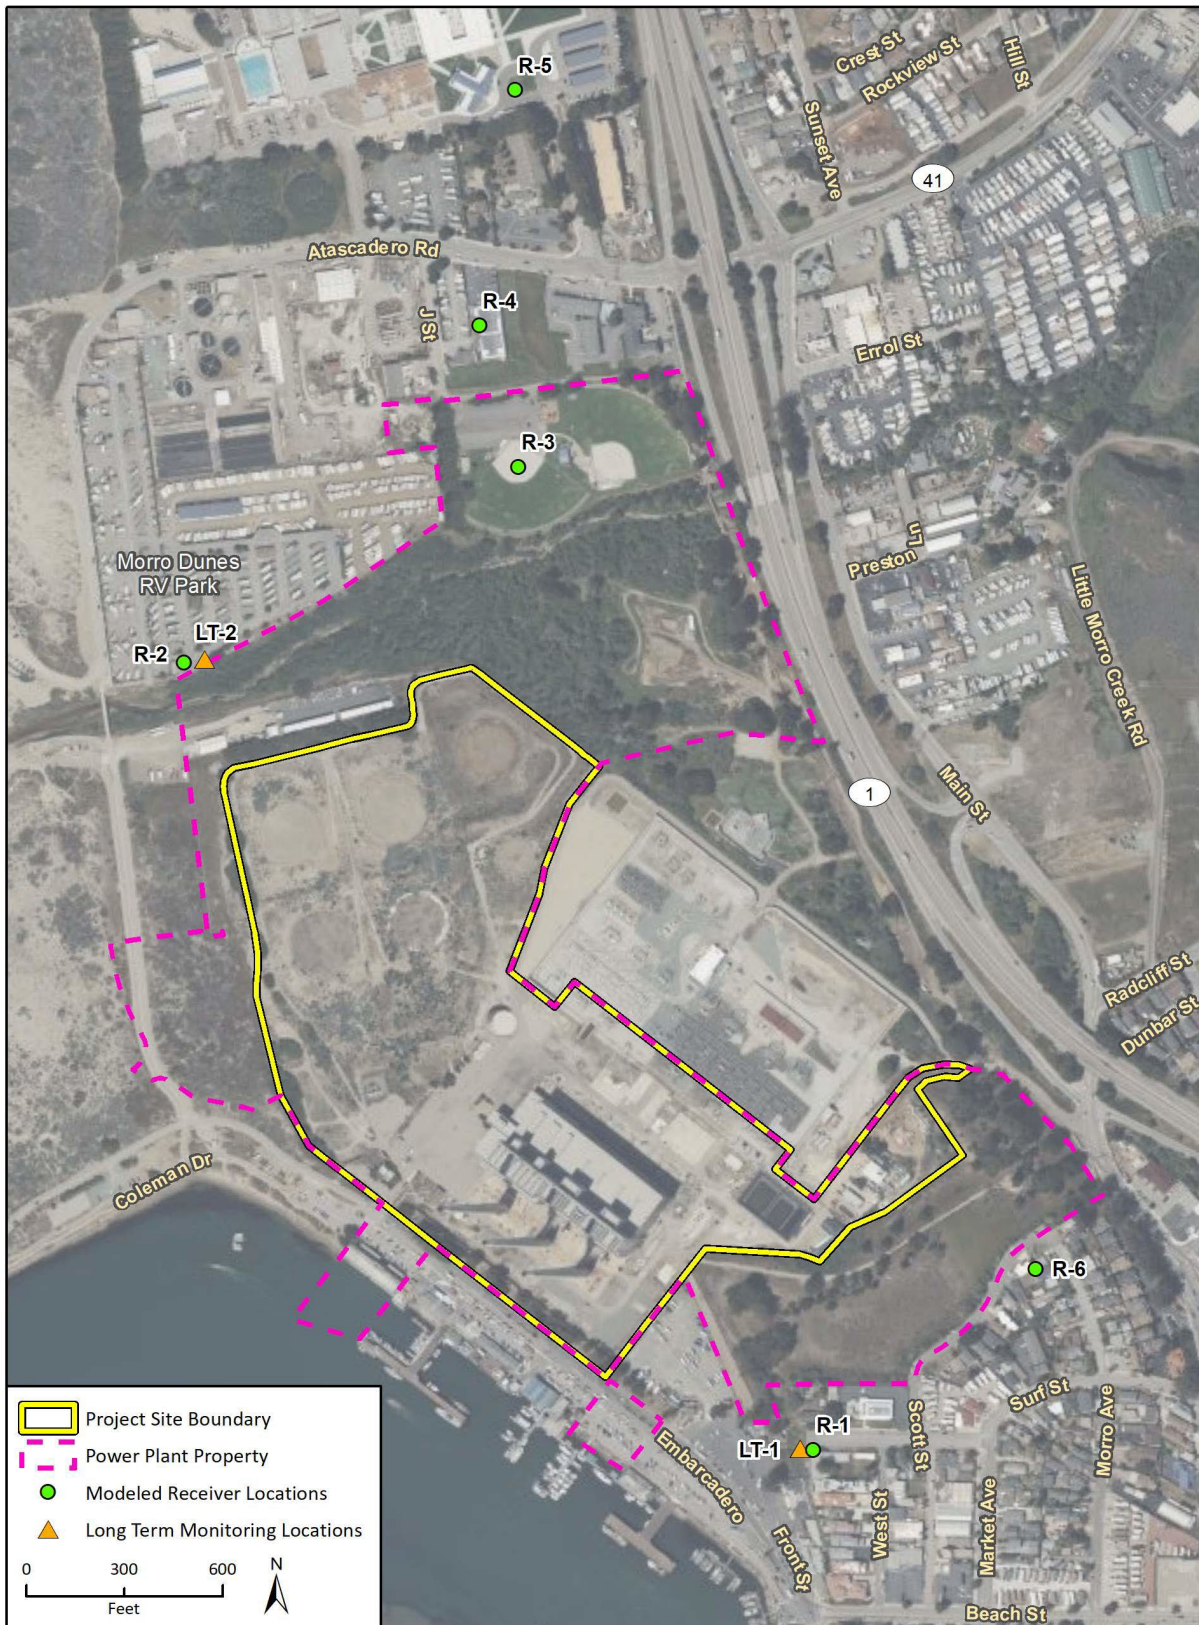 R-5
Crest St
Rockview St
Hill St
Sunset Ave
41
Atascadero Rd
R-4
J St
Errol St
R-3
Preston Ln
Morro Dunes
RV Park
Little Morro Creek Rd
LT-2
R-2
1
Main St
Radcliff St
Dunbar St
Coleman Dr
R-6
Surf St
Scott St
Morro Ave
R-1
LT-1
Embarcadero
West St
Market Ave
Front St
Beach St
Project Site Boundary
Power Plant Property
Modeled Receiver Locations
Long Term Monitoring Locations
0 300 600
Feet
N